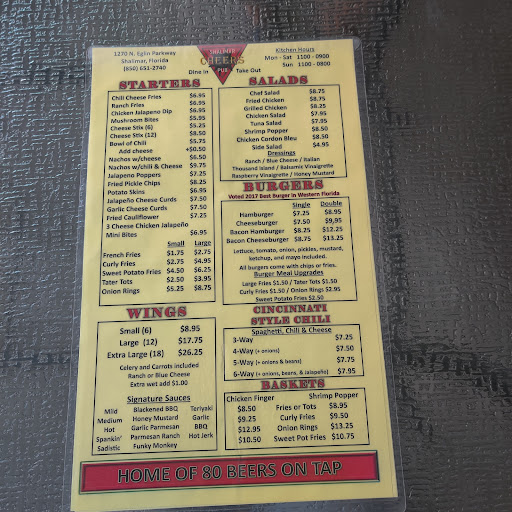 1270 N. Eglin Parkway
Shalimar, Florida
(850) 651-2740
SHALIMAR
CHEERS
PUB
Dine In Take Out
Kitchen Hours
Mon - Sat 1100 - 0900
Sun 1100 - 0800
STARTERS
Chili Cheese Fries $6.95
Ranch Fries $6.95
Chicken Jalapeno Dip $6.95
Mushroom Bites $5.95
Cheese Stix (6) $5.25
Cheese Stix (12) $8.50
Bowl of Chili $5.75
Add cheese +$0.50
Nachos w/cheese $6.50
Nachos w/chili & Cheese $9.75
Jalapeno Poppers $7.25
Fried Pickle Chips $8.25
Potato Skins $6.95
Jalapeño Cheese Curds $7.50
Garlic Cheese Curds $7.50
Fried Cauliflower $7.25
3 Cheese Chicken Jalapeño
Mini Bites $6.95
Small Large
French Fries $1.75 $2.75
Curly Fries $2.75 $4.95
Sweet Potato Fries $4.50 $6.25
Tater Tots $2.50 $3.95
Onion Rings $5.25 $8.75
WINGS
Small (6) $8.95
Large (12) $17.75
Extra Large (18) $26.25
Celery and Carrots included
Ranch or Blue Cheese
Extra wet add $1.00
Signature Sauces
Mild Blackened BBQ Teriyaki
Medium Honey Mustard Garlic
Hot Garlic Parmesan BBQ
Spankin' Parmesan Ranch Hot Jerk
Sadistic Funky Monkey
SALADS
Chef Salad $8.75
Fried Chicken $8.75
Grilled Chicken $8.25
Chicken Salad $7.95
Tuna Salad $7.95
Shrimp Popper $8.50
Chicken Cordon Bleu $8.50
Side Salad $4.95
Dressings
Ranch / Blue Cheese / Italian
Thousand Island / Balsamic Vinaigrette
Raspberry Vinaigrette / Honey Mustard
BURGERS
Voted 2017 Best Burger in Western Florida
Single Double
Hamburger $7.25 $8.95
Cheeseburger $7.50 $9.95
Bacon Hamburger $8.25 $12.25
Bacon Cheeseburger $8.75 $13.25
Lettuce, tomato, onion, pickle, mustard,
ketchup, and mayo included.
All burgers come with chips or fries.
Burger Meal Upgrades
Large Fries $1.50 / Tater Tots $1.50
Curly Fries $1.50 / Onion Rings $2.95
Sweet Potato Fries $2.50
CINCINNATI
STYLE CHILI
Spaghetti, Chili & Cheese
3-Way $7.25
4-Way (+ onions) $7.50
5-Way (+ onions & beans) $7.75
6-Way (+ onions, beans, & jalapeño) $7.95
BASKETS
Chicken Finger Shrimp Popper
$8.50 Fries or Tots $8.95
$9.25 Curly Fries $9.50
$12.95 Onion Rings $13.25
$10.50 Sweet Pot Fries $10.75
HOME OF 80 BEERS ON TAP